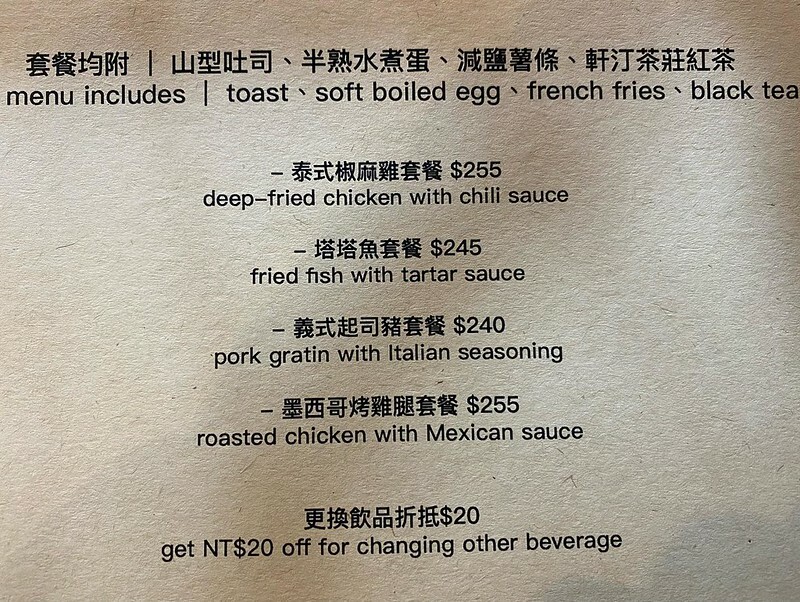 套餐均附｜山型吐司、半熟水煮蛋、減鹽薯條、軒汀茶莊紅茶
menu includes｜toast、soft boiled egg、french fries、black tea
– 泰式椒麻雞套餐 $255
deep-fried chicken with chili sauce
– 塔塔魚套餐 $245
fried fish with tartar sauce
– 義式起司豬套餐 $240
pork gratin with Italian seasoning
– 墨西哥烤雞腿套餐 $255
roasted chicken with Mexican sauce
更換飲品折抵$20
get NT$20 off for changing other beverage